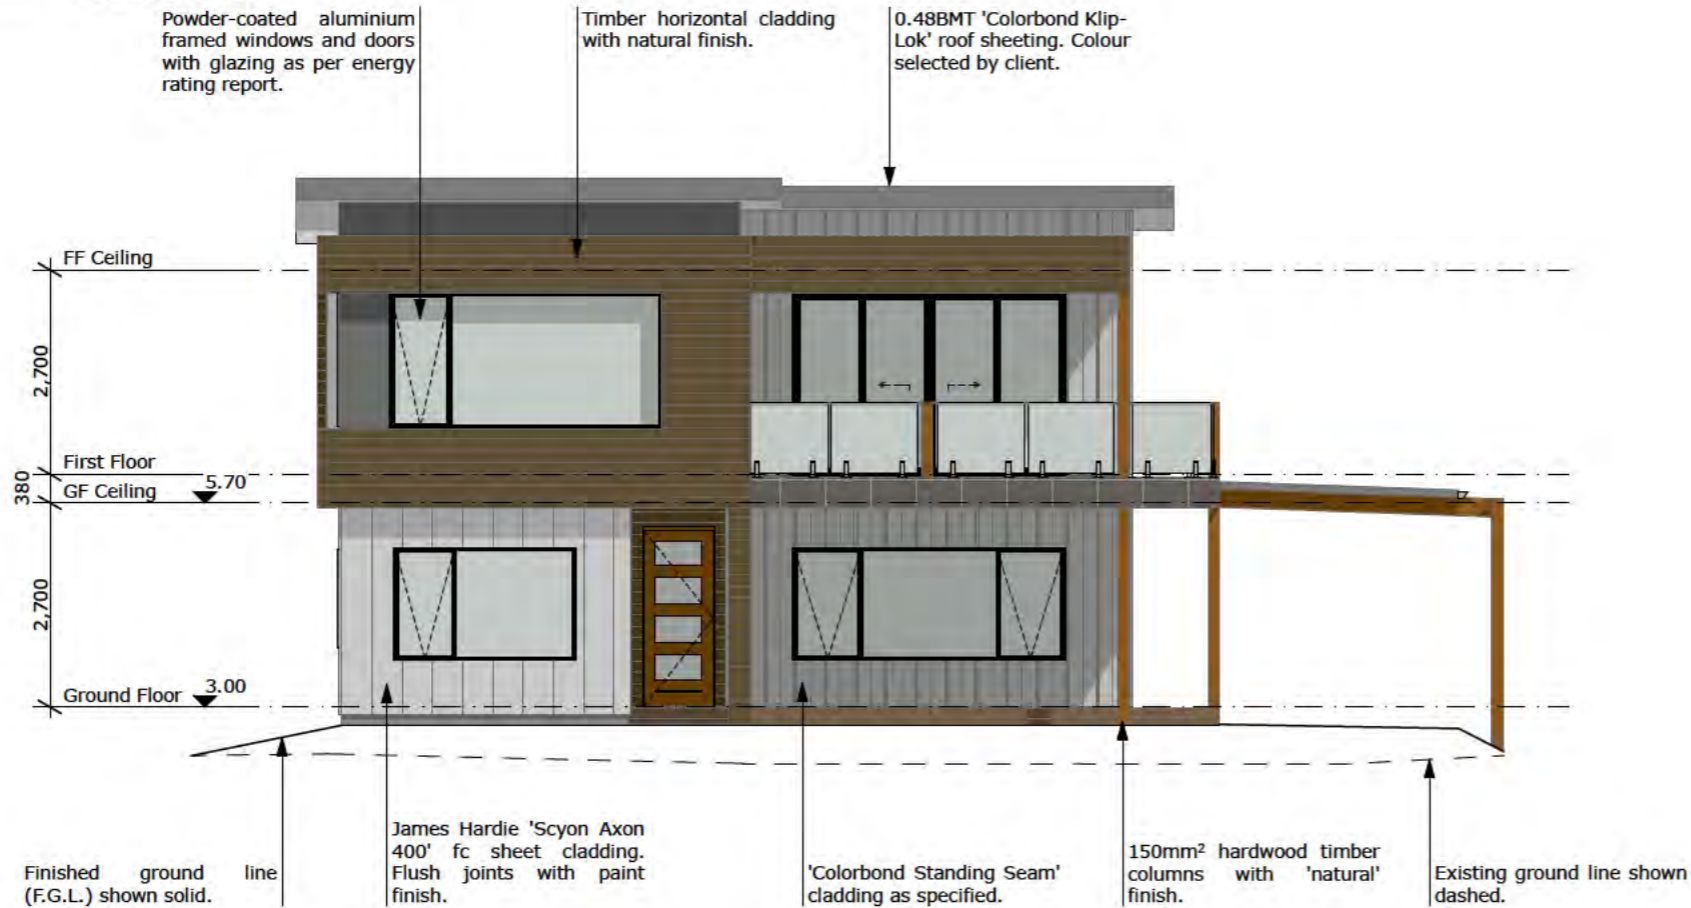 Powder-coated aluminium
framed windows and doors
with glazing as per energy
rating report.
Timber horizontal cladding
with natural finish.
0.48BMT 'Colorbond Klip-
Lok' roof sheeting. Colour
selected by client.
FF Ceiling
2,700
First Floor
380
GF Ceiling 5.70
2,700
Ground Floor 3.00
Finished ground line
(F.G.L.) shown solid.
James Hardie 'Scyon Axon
400' fc sheet cladding.
Flush joints with paint
finish.
'Colorbond Standing Seam'
cladding as specified.
150mm² hardwood timber
columns with 'natural'
finish.
Existing ground line shown
dashed.